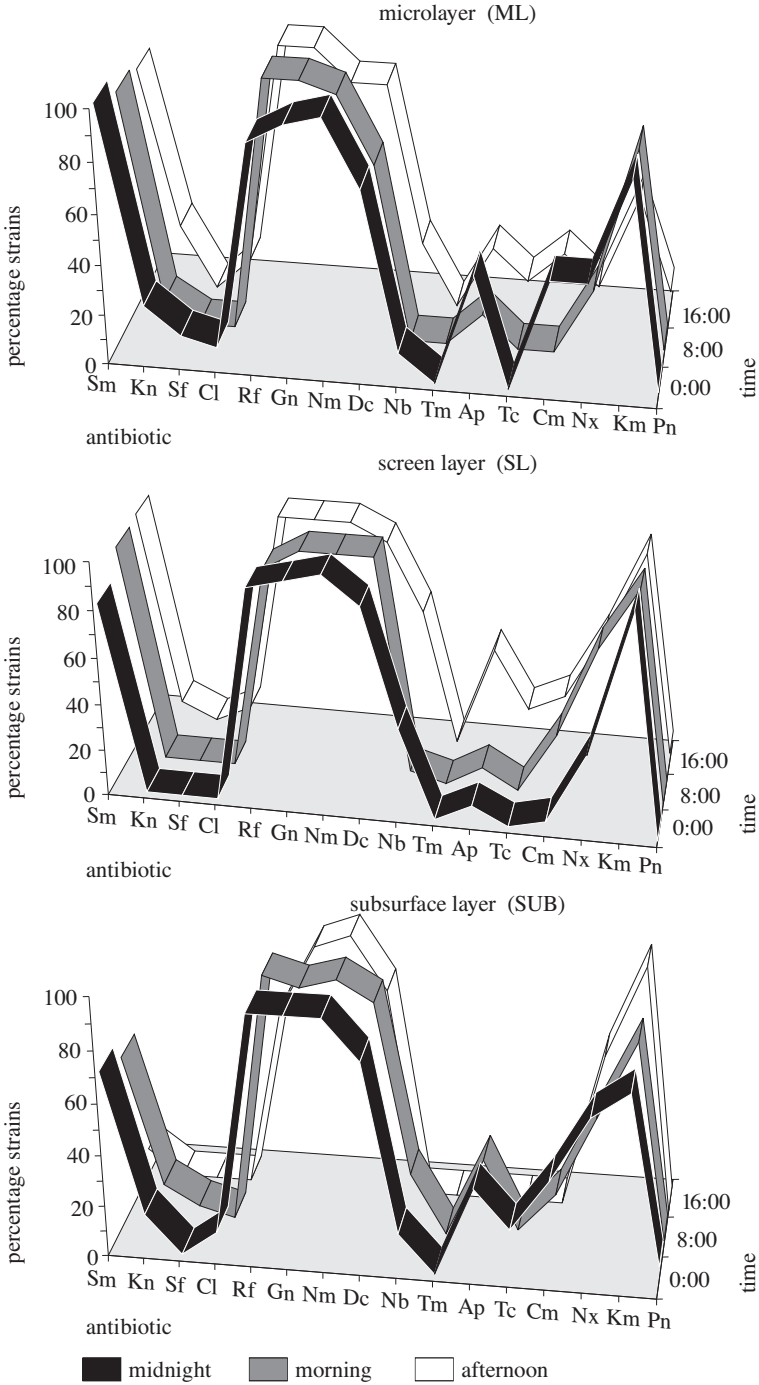 microlayer (ML)
percentage strains
100
80
60
40
20
0
Sm Kn Sf Cl Rf Gn Nm Dc Nb Tm Ap Tc Cm Nx Km Pn
16:00
8:00
0:00
time
antibiotic
screen layer (SL)
percentage strains
100
80
60
40
20
0
Sm Kn Sf Cl Rf Gn Nm Dc Nb Tm Ap Tc Cm Nx Km Pn
16:00
8:00
0:00
time
antibiotic
subsurface layer (SUB)
percentage strains
100
80
60
40
20
0
Sm Kn Sf Cl Rf Gn Nm Dc Nb Tm Ap Tc Cm Nx Km Pn
16:00
8:00
0:00
time
antibiotic
midnight morning afternoon